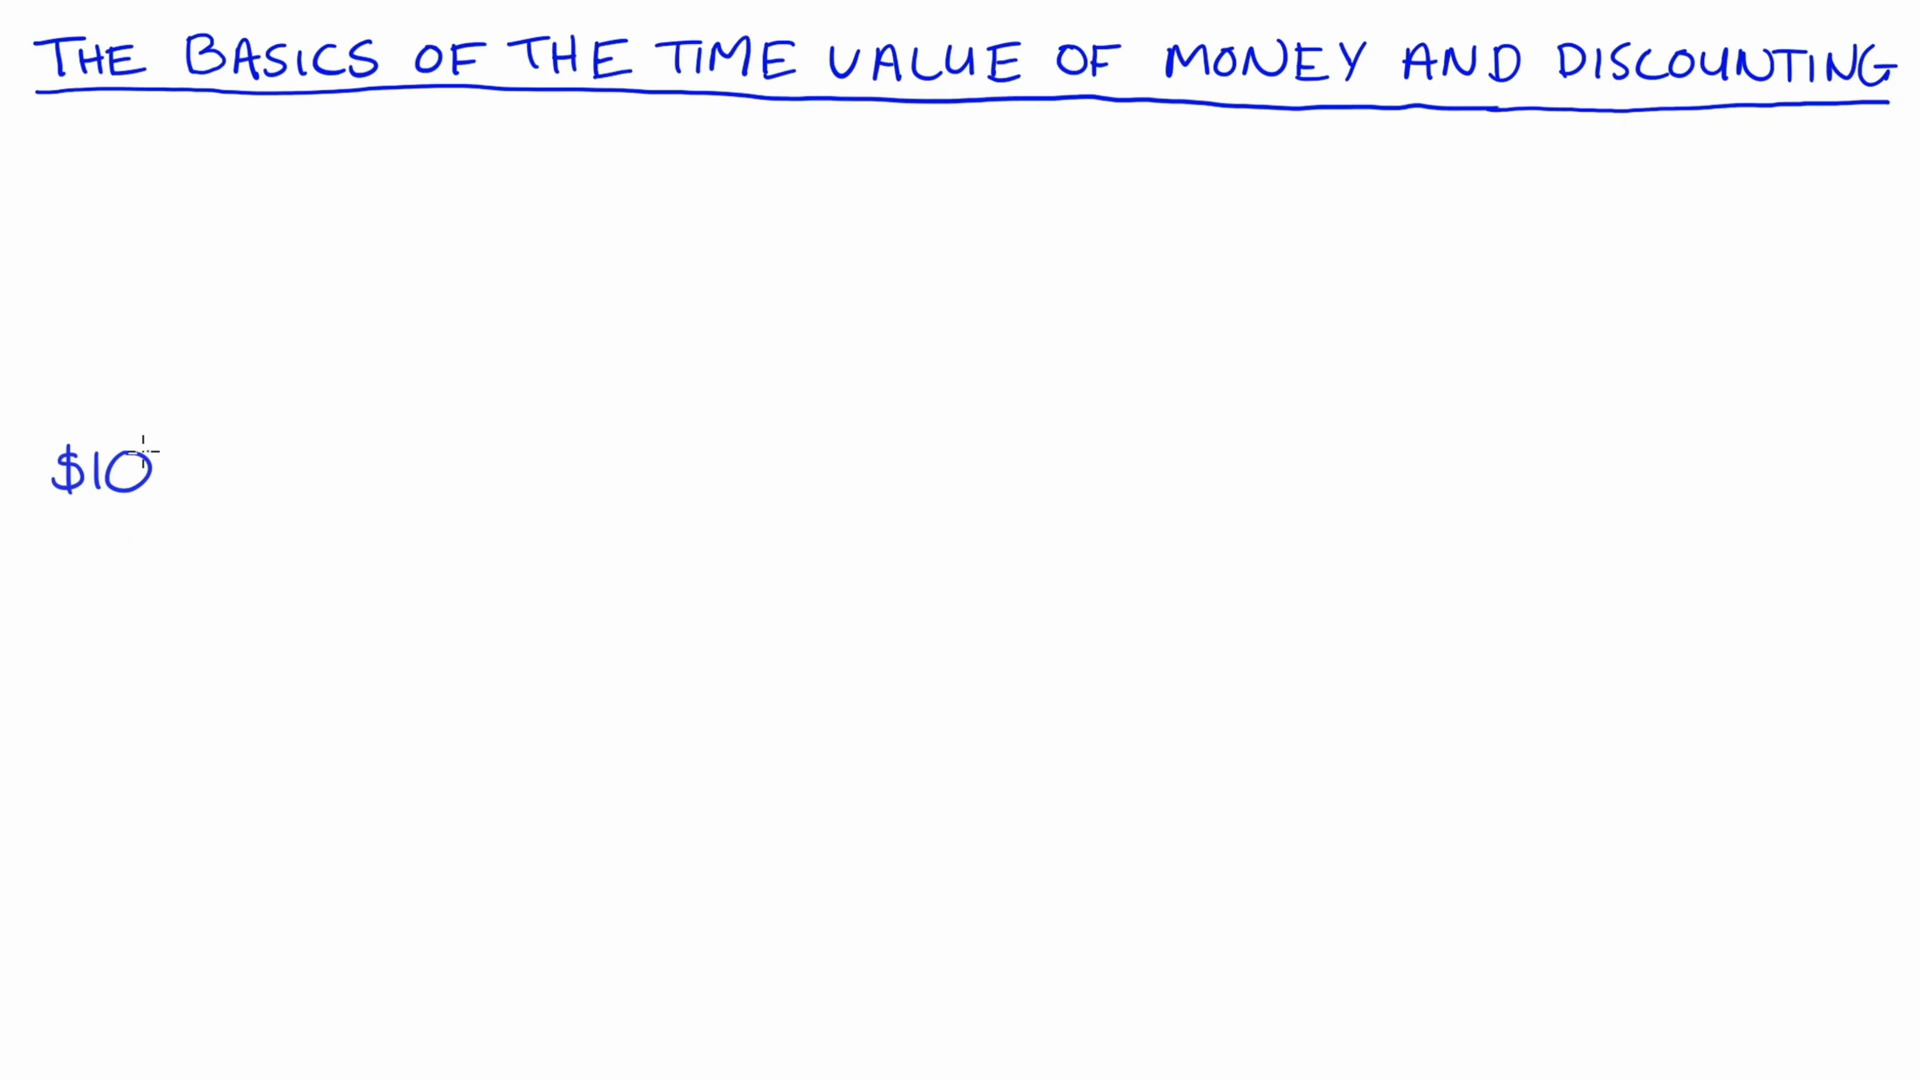 THE BASICS OF THE TIME VALUE OF MONEY AND DISCOUNTING
$10